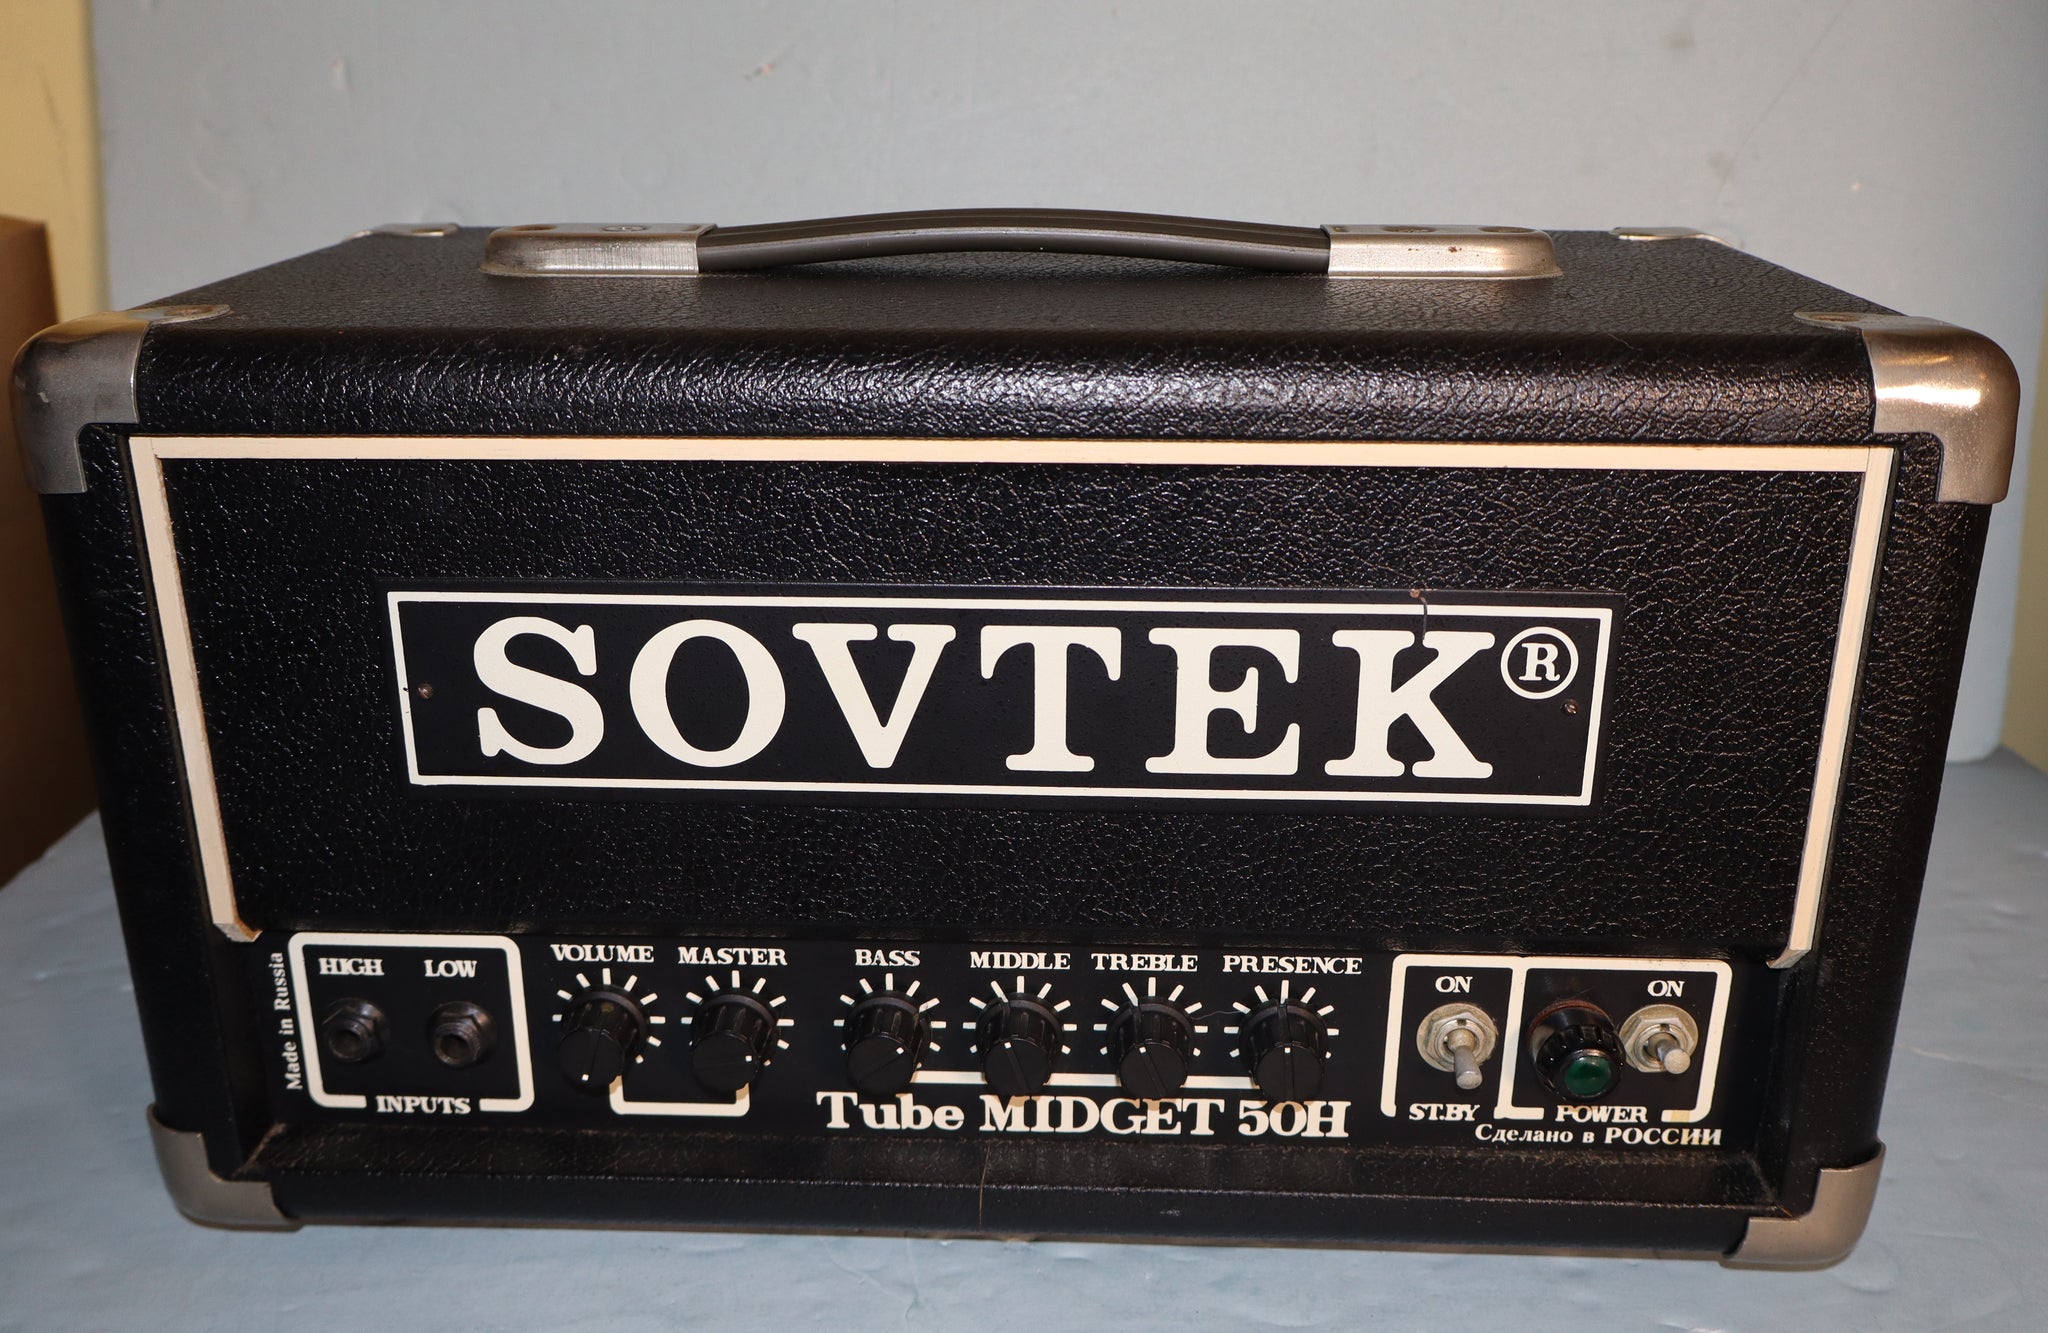 SOVTEK®
Made in Russia
HIGH LOW
INPUTS
VOLUME MASTER BASS MIDDLE TREBLE PRESENCE
Tube MIDGET 50H
ON ON
ST.BY POWER
Сделано в РОССИИ